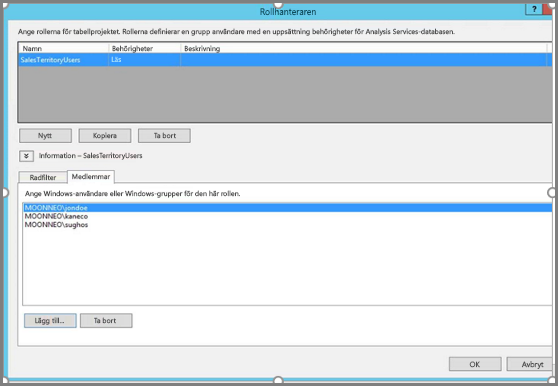 Rollhanteraren
?
Ange rollerna för tabellprojektet. Rollerna definierar en grupp användare med en uppsättning behörigheter för Analysis Services-databasen.
Namn Behörigheter Beskrivning
SalesTerritoryUsers Läs
Nytt Kopiera Ta bort
Information – SalesTerritoryUsers
Radfilter Medlemmar
Ange Windows-användare eller Windows-grupper för den här rollen.
MOONNEO\jondoe
MOONNEO\kaneco
MOONNEO\sughos
Lägg till... Ta bort
OK Avbryt